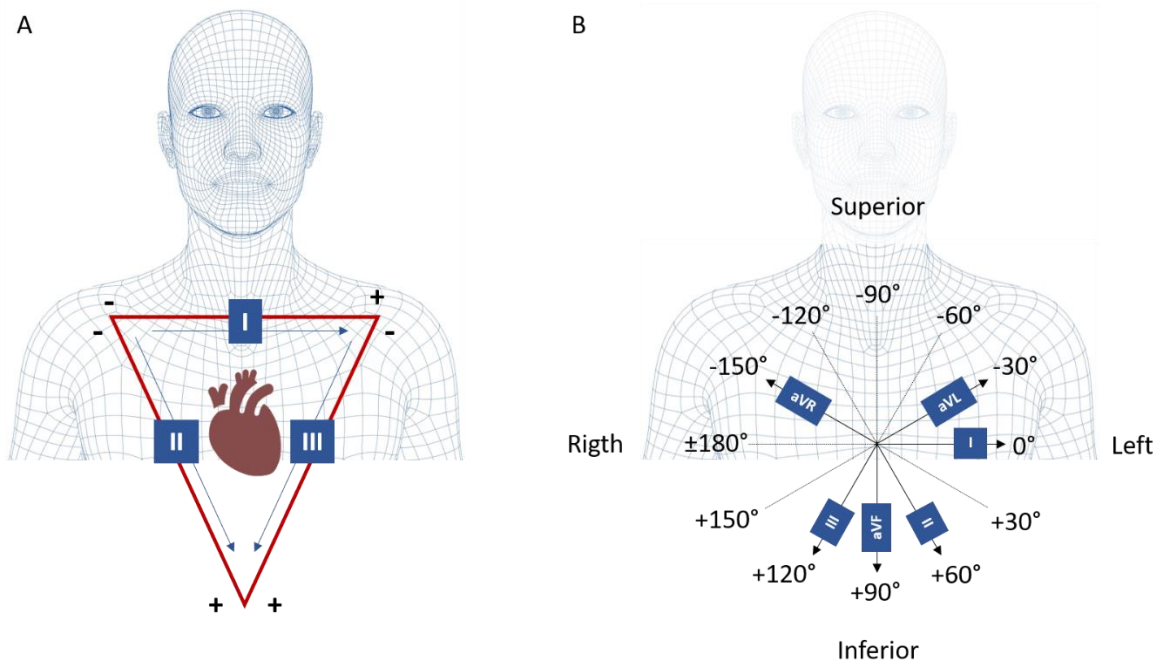 A
-
+
I
-
-
II
III
+
+
B
Superior
-90°
-120°
-60°
-150°
-30°
aVR
aVL
Rigth
±180°
I
0°
Left
+150°
+30°
III
aVF
II
+120°
+90°
+60°
Inferior